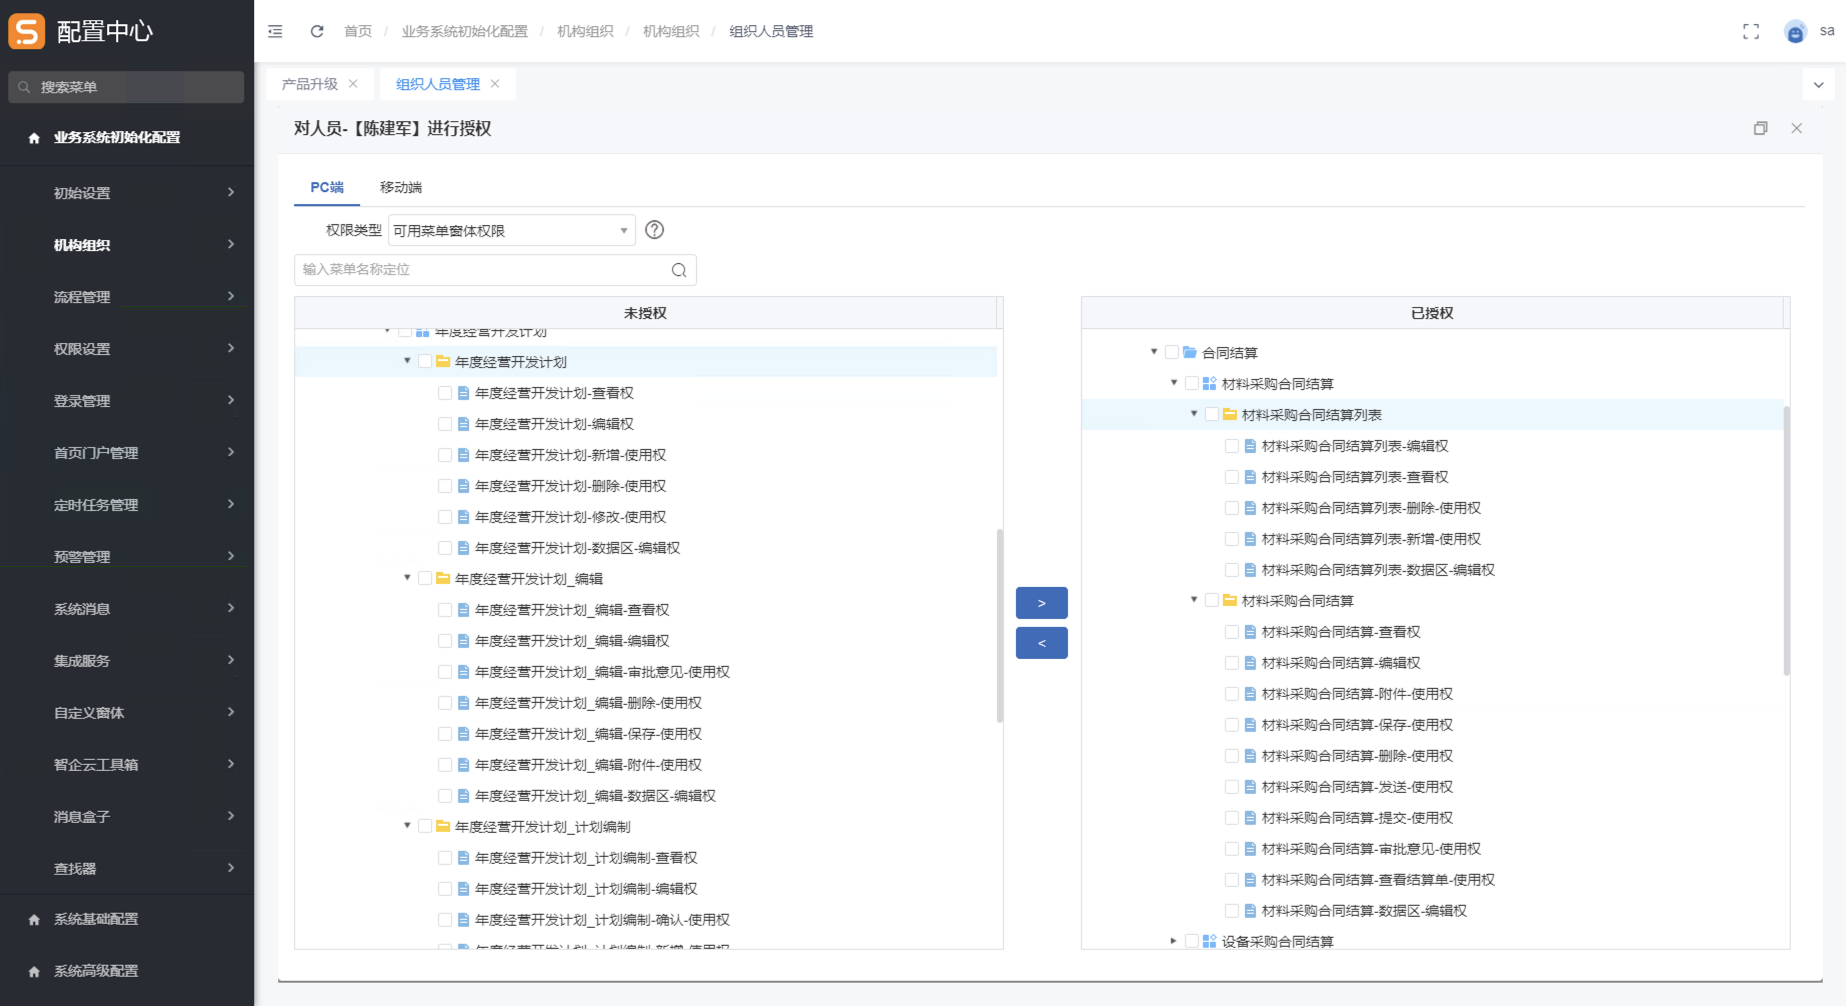 配置中心
首页 / 业务系统初始化配置 / 机构组织 / 机构组织 / 组织人员管理
sa
搜索菜单
业务系统初始化配置
初始设置
机构组织
流程管理
权限设置
登录管理
首页门户管理
定时任务管理
预警管理
系统消息
集成服务
自定义窗体
智企云工具箱
消息盒子
查找器
系统基础配置
系统高级配置
产品升级
组织人员管理
对人员-【陈建军】进行授权
PC端
移动端
权限类型 可用菜单窗体权限
输入菜单名称定位
未授权
年度经营开发计划
年度经营开发计划
年度经营开发计划-查看权
年度经营开发计划-编辑权
年度经营开发计划-新增-使用权
年度经营开发计划-删除-使用权
年度经营开发计划-修改-使用权
年度经营开发计划-数据区-编辑权
年度经营开发计划_编辑
年度经营开发计划_编辑-查看权
年度经营开发计划_编辑-编辑权
年度经营开发计划_编辑-审批意见-使用权
年度经营开发计划_编辑-删除-使用权
年度经营开发计划_编辑-保存-使用权
年度经营开发计划_编辑-附件-使用权
年度经营开发计划_编辑-数据区-编辑权
年度经营开发计划_计划编制
年度经营开发计划_计划编制-查看权
年度经营开发计划_计划编制-编辑权
年度经营开发计划_计划编制-确认-使用权
年度经营开发计划_计划编制-新增-使用权
>
<
已授权
合同结算
材料采购合同结算
材料采购合同结算列表
材料采购合同结算列表-编辑权
材料采购合同结算列表-查看权
材料采购合同结算列表-删除-使用权
材料采购合同结算列表-新增-使用权
材料采购合同结算列表-数据区-编辑权
材料采购合同结算
材料采购合同结算-查看权
材料采购合同结算-编辑权
材料采购合同结算-附件-使用权
材料采购合同结算-保存-使用权
材料采购合同结算-删除-使用权
材料采购合同结算-发送-使用权
材料采购合同结算-提交-使用权
材料采购合同结算-审批意见-使用权
材料采购合同结算-查看结算单-使用权
材料采购合同结算-数据区-编辑权
设备采购合同结算